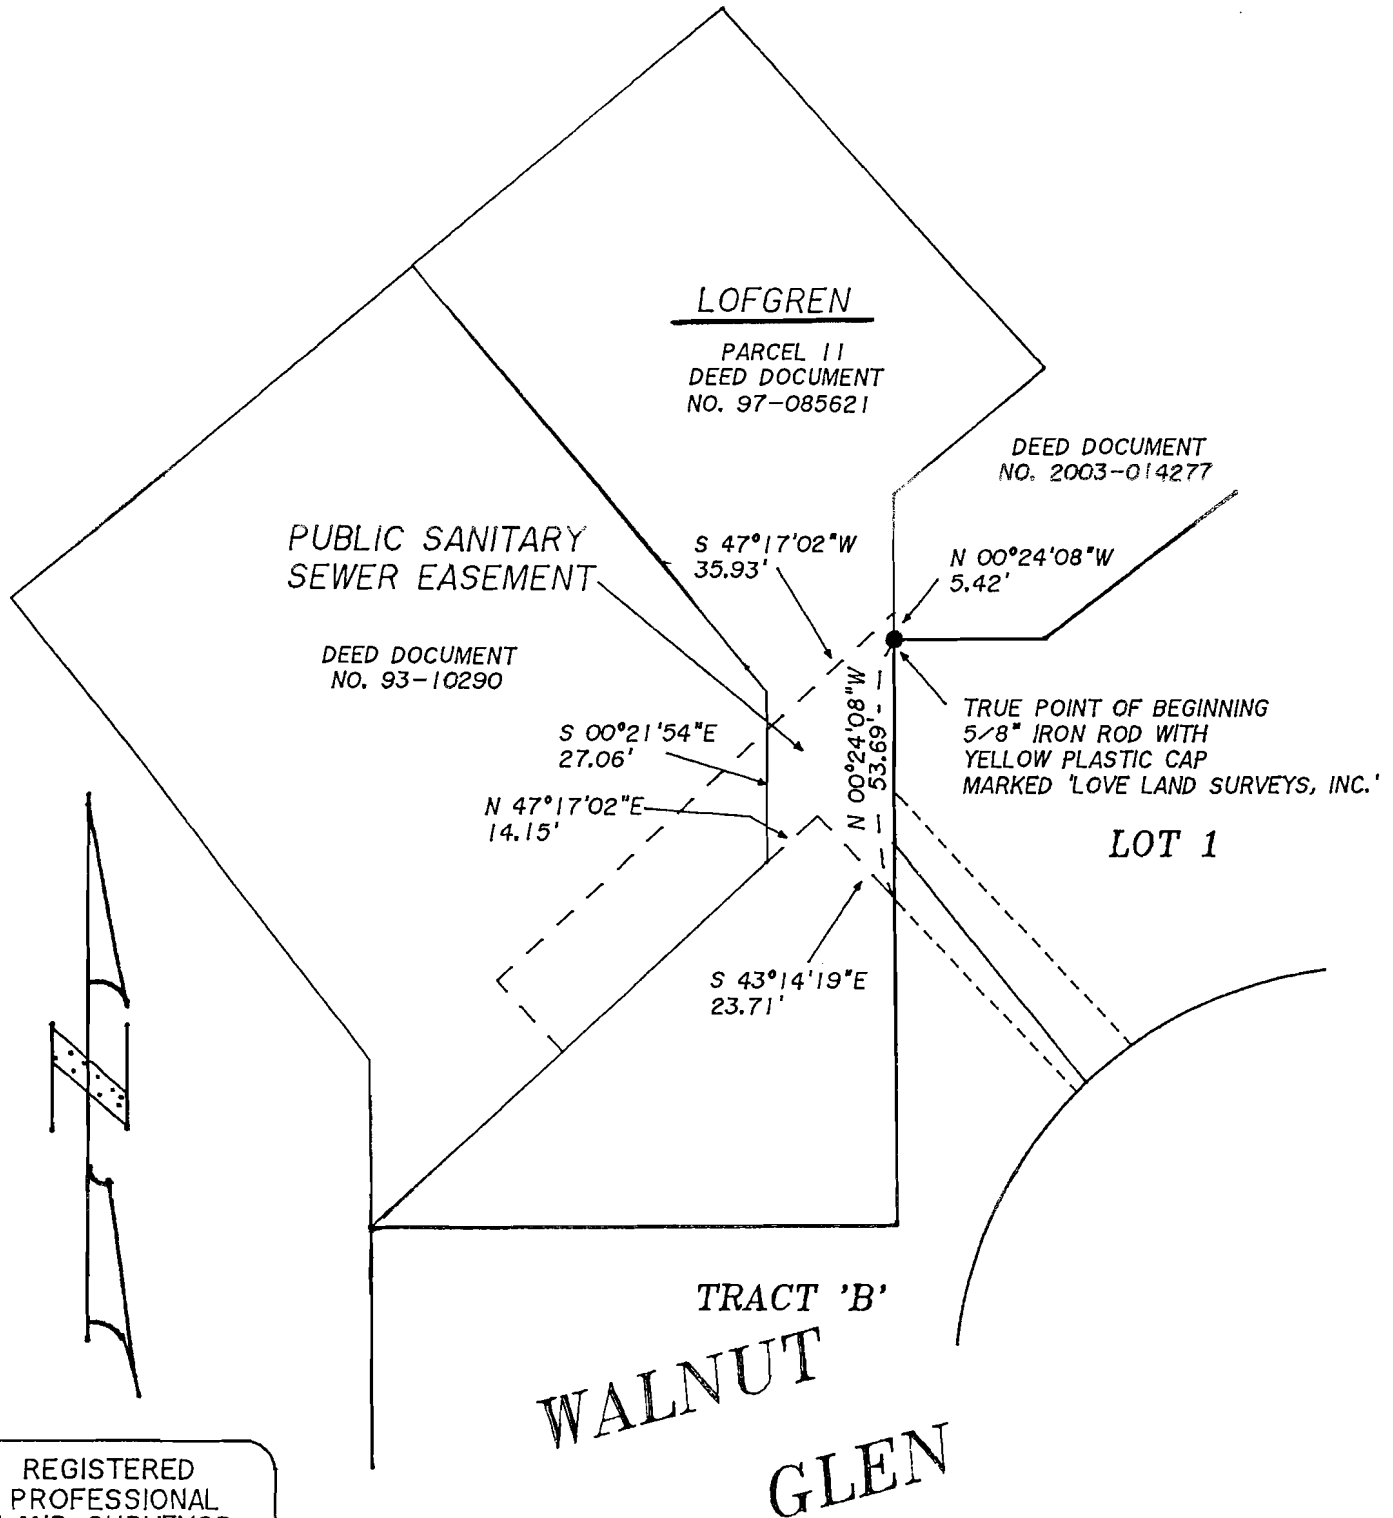 LOFGREN
PARCEL II
DEED DOCUMENT
NO. 97-085621
DEED DOCUMENT
NO. 2003-014277
PUBLIC SANITARY
SEWER EASEMENT
S 47°17'02"W
35.93'
N 00°24'08"W
5.42'
DEED DOCUMENT
NO. 93-10290
N 00°24'08"W
53.69'
TRUE POINT OF BEGINNING
5/8" IRON ROD WITH
YELLOW PLASTIC CAP
MARKED 'LOVE LAND SURVEYS, INC.'
S 00°21'54"E
27.06'
N 47°17'02"E
14.15'
LOT 1
S 43°14'19"E
23.71'
TRACT 'B'
WALNUT
GLEN
REGISTERED
PROFESSIONAL